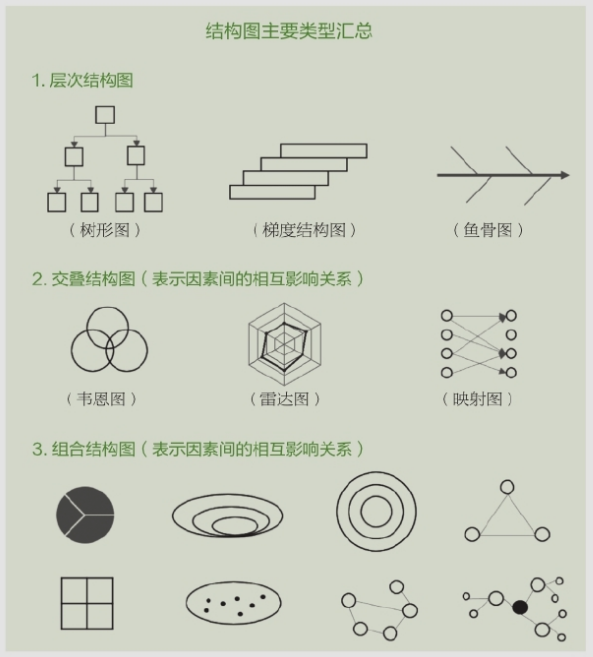 结构图主要类型汇总
1. 层次结构图
（树形图）
（梯度结构图）
（鱼骨图）
2. 交叠结构图（表示因素间的相互影响关系）
（韦恩图）
（雷达图）
（映射图）
3. 组合结构图（表示因素间的相互影响关系）